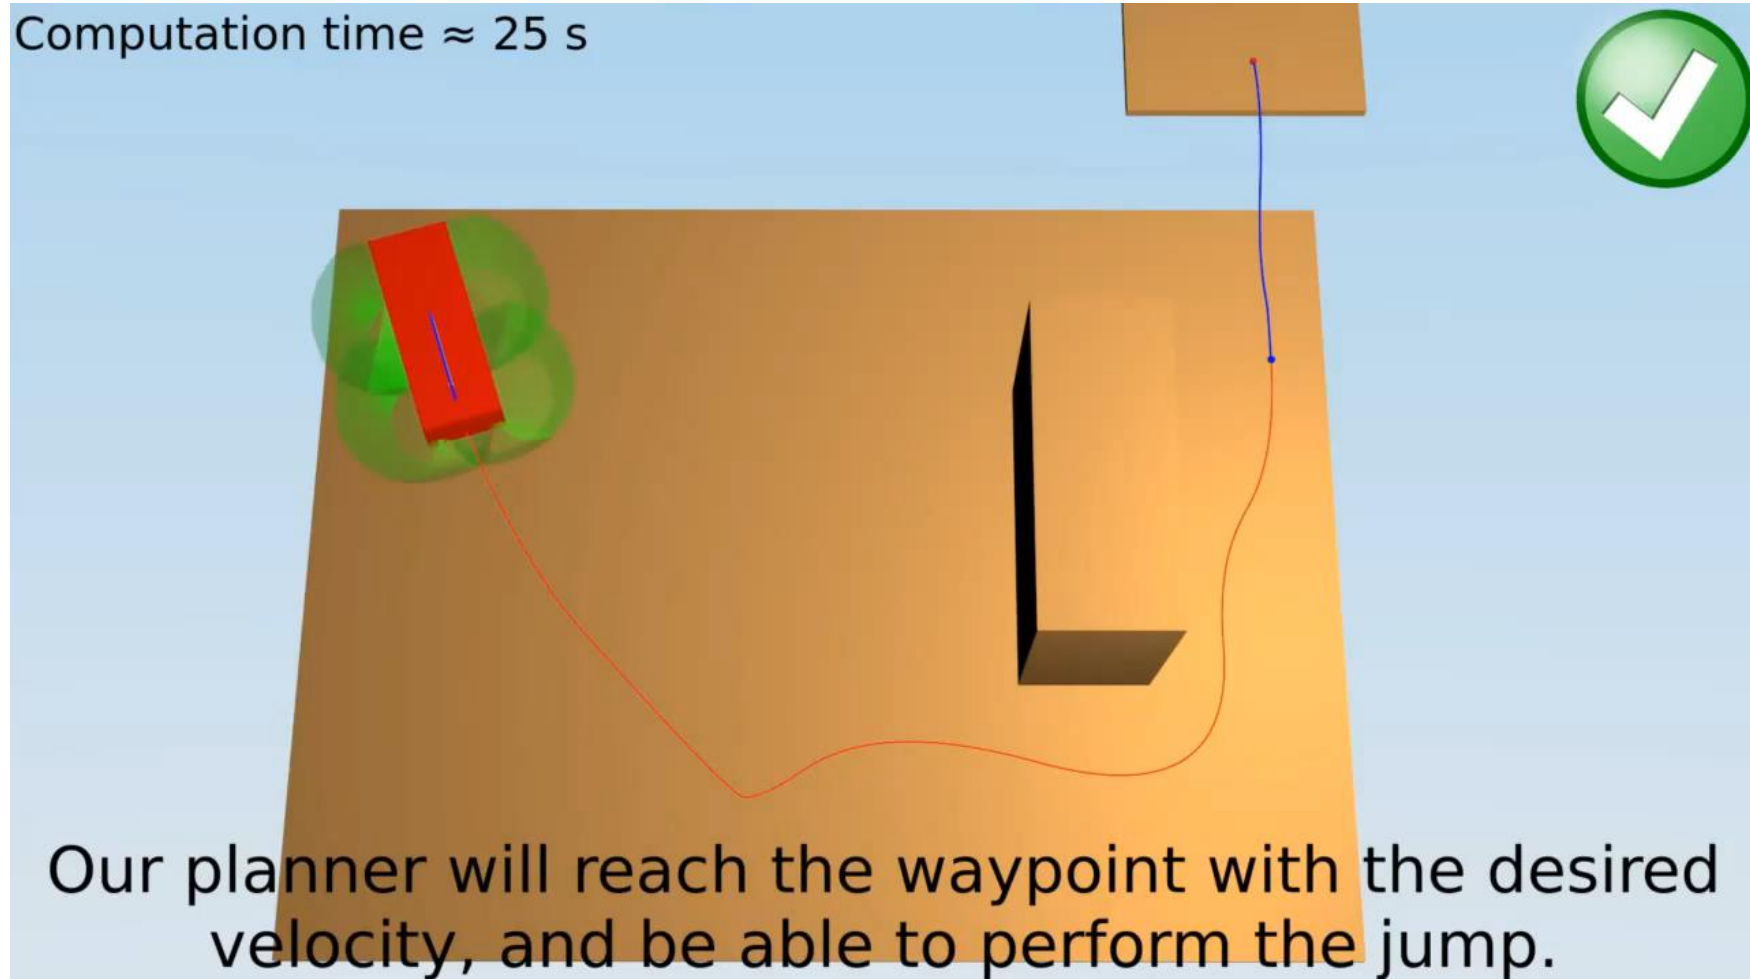 Computation time ≈ 25 s
Our planner will reach the waypoint with the desired
velocity, and be able to perform the jump.